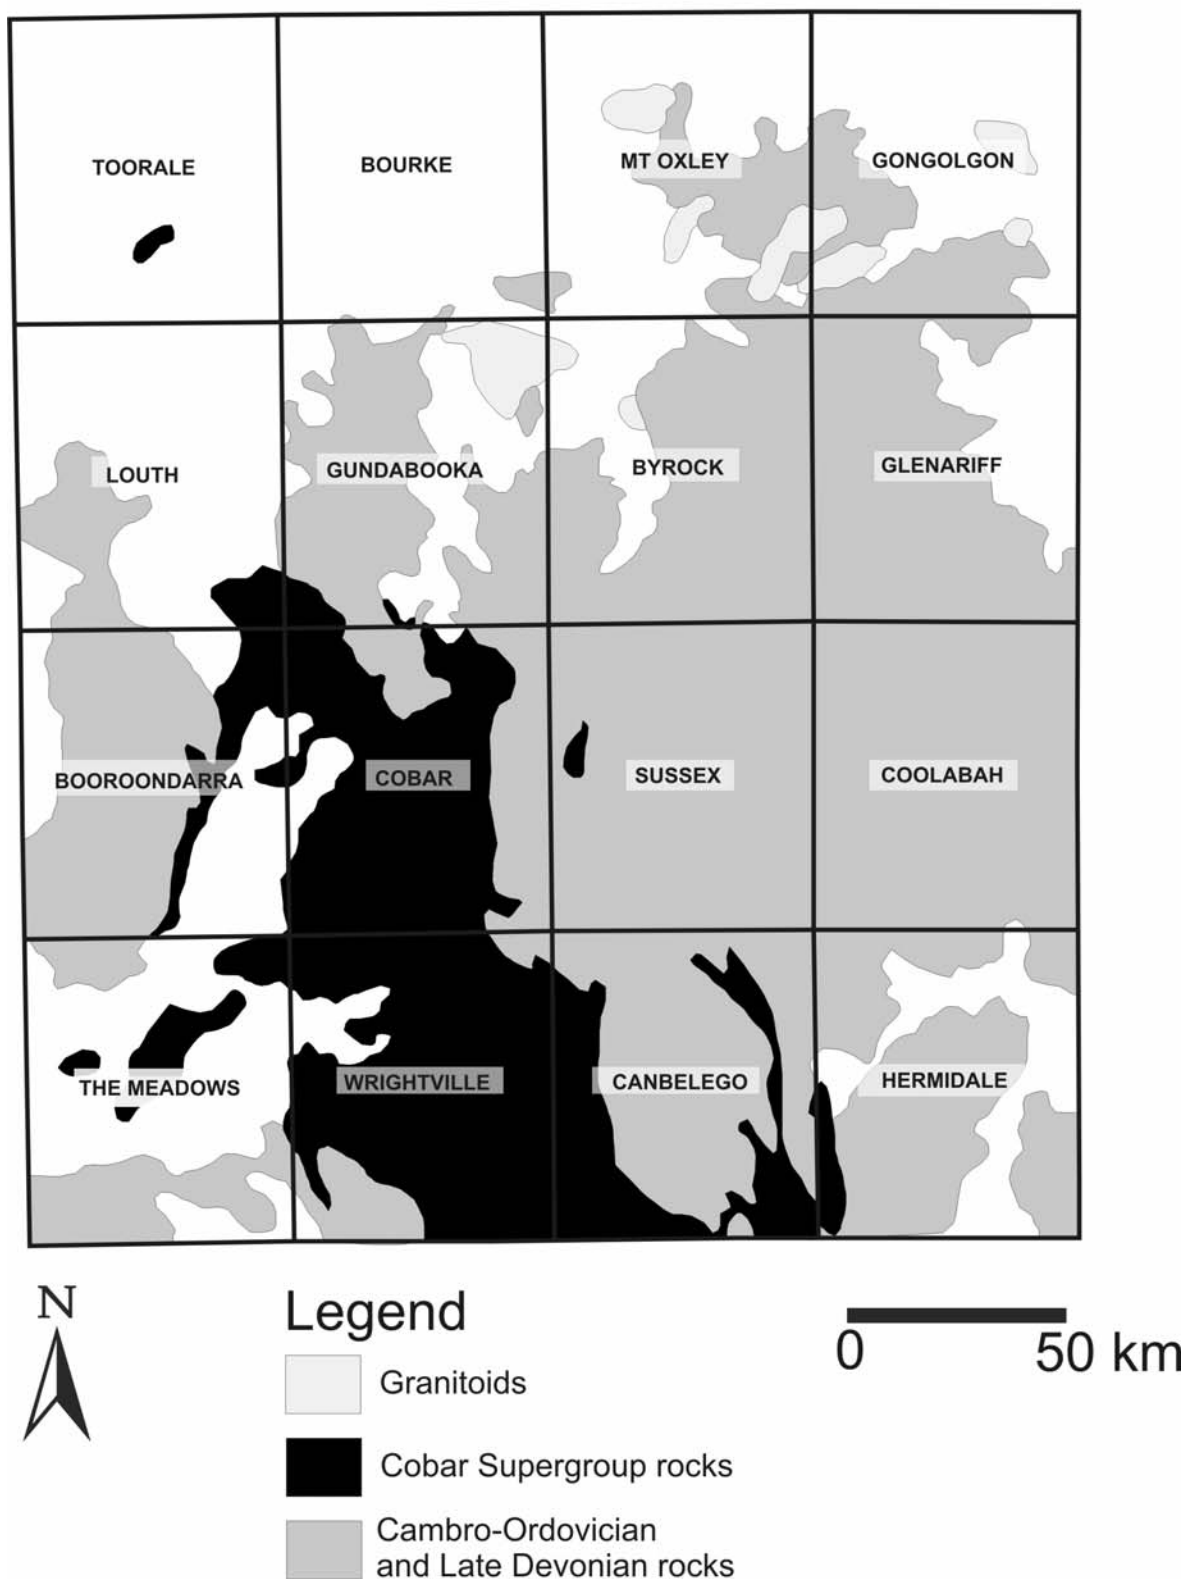 TOORALE
BOURKE
MT OXLEY
GONGOLGON
LOUTH
GUNDABOOKA
BYROCK
GLENARIFF
BOOROONDARRA
COBAR
SUSSEX
COOLABAH
THE MEADOWS
WRIGHTVILLE
CANBELEGO
HERMIDALE
N
Legend
Granitoids
Cobar Supergroup rocks
Cambro-Ordovician
and Late Devonian rocks
0 50 km